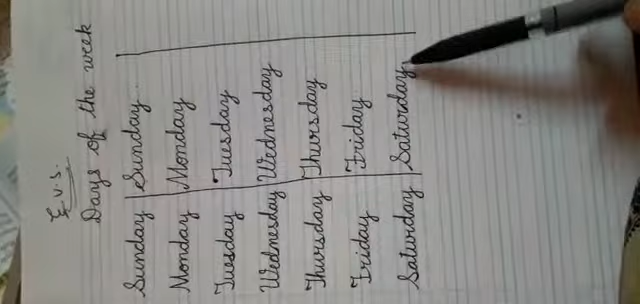 E.V.S.
Days of the week
Sunday Sunday
Monday Monday
Tuesday Tuesday
Wednesday Wednesday
Thursday Thursday
Friday Friday
Saturday Saturday